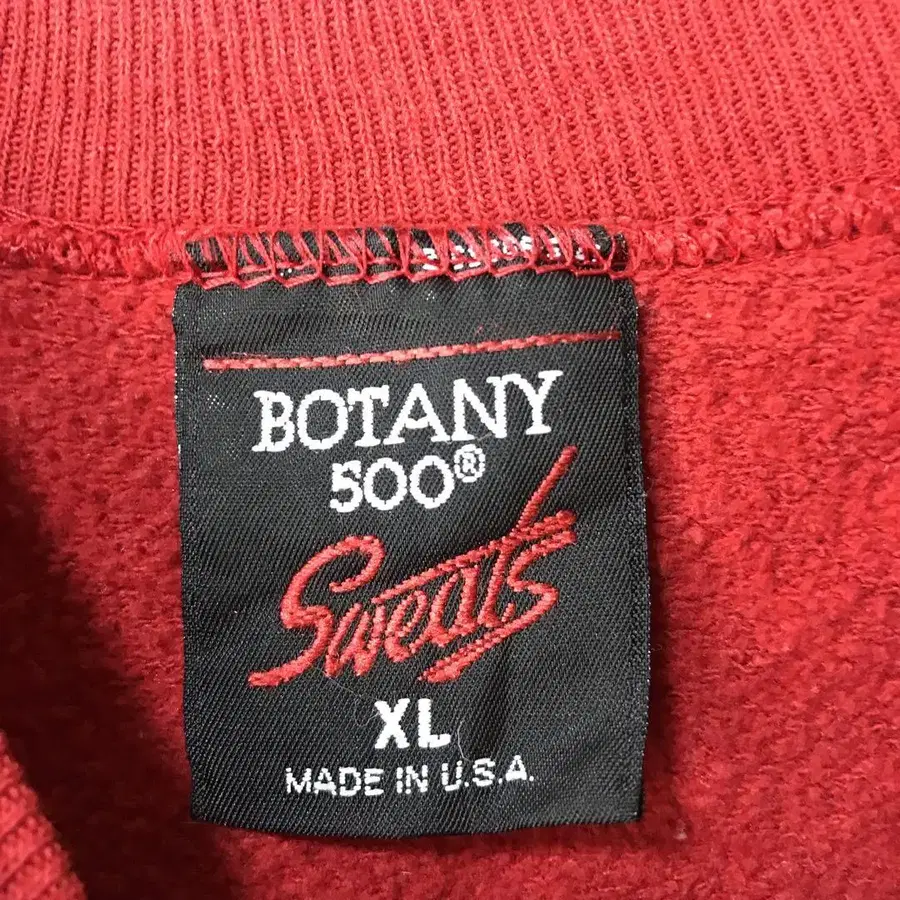 BOTANY
500®
Sweats
XL
MADE IN U.S.A.